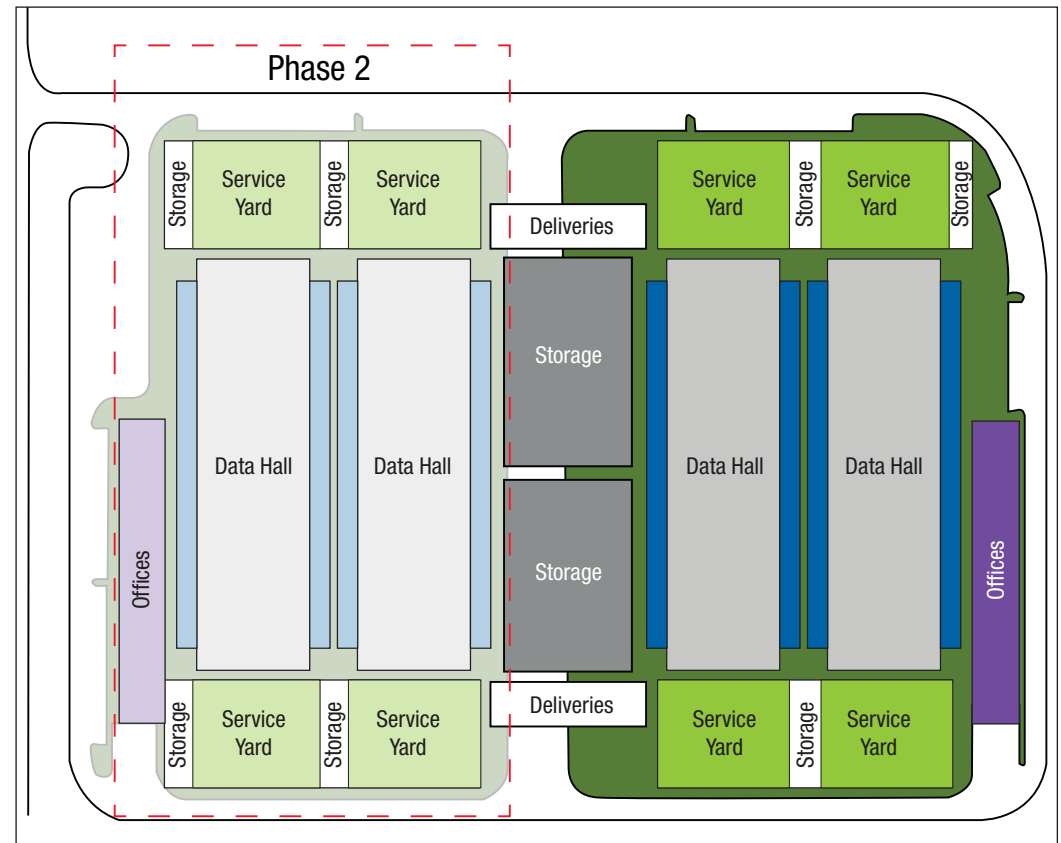 Phase 2
Storage
Service
Yard
Storage
Service
Yard
Deliveries
Service
Yard
Storage
Service
Yard
Storage
Storage
Data Hall
Data Hall
Data Hall
Data Hall
Offices
Storage
Offices
Storage
Service
Yard
Storage
Service
Yard
Deliveries
Service
Yard
Storage
Service
Yard